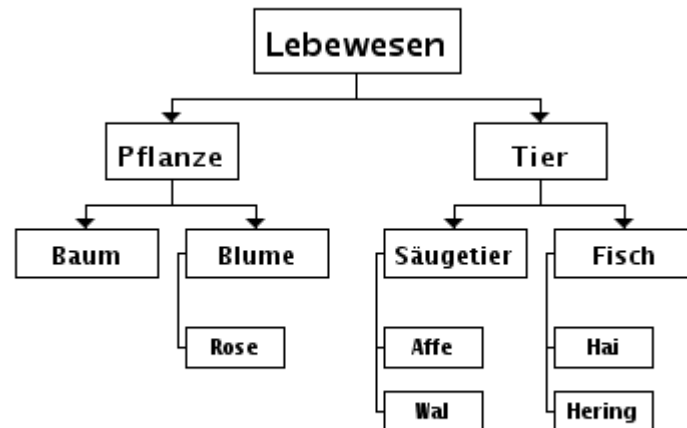 Lebewesen
Pflanze Tier
Baum Blume Säugetier Fisch
Rose Affe Hai
Wal Hering